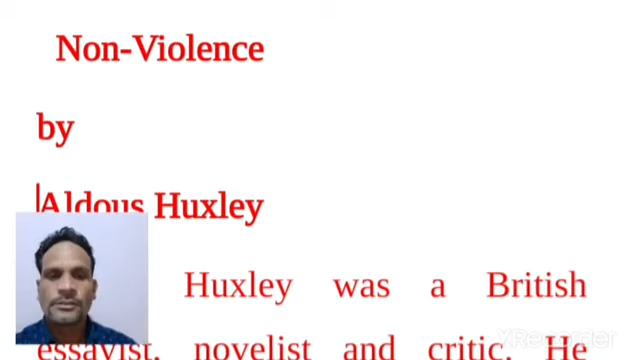 Non-Violence
by
Aldous Huxley
Huxley was a British
essayist, novelist and critic. He
XRecorder